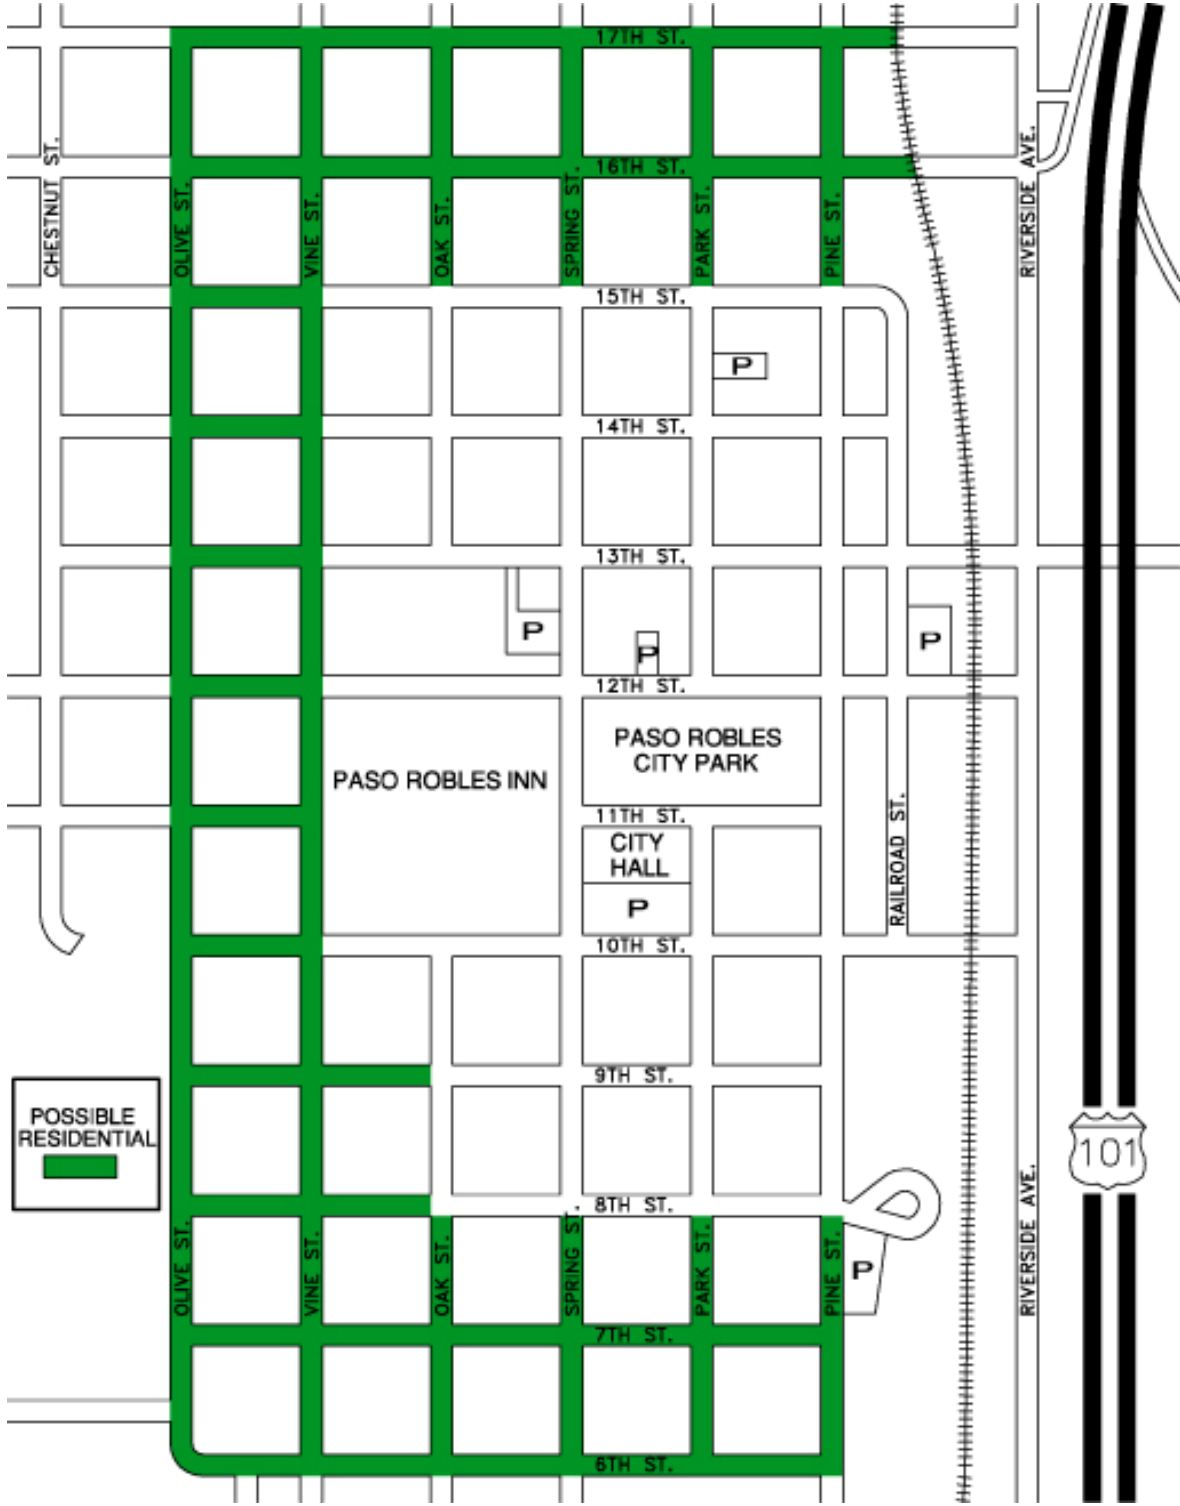 17TH ST.
16TH ST.
CHESTNUT ST.
OLIVE ST.
VINE ST.
OAK ST.
SPRING ST.
PARK ST.
PINE ST.
RIVERSIDE AVE.
15TH ST.
P
14TH ST.
13TH ST.
P
P
P
12TH ST.
PASO ROBLES
CITY PARK
PASO ROBLES INN
11TH ST.
CITY
HALL
P
RAILROAD ST.
10TH ST.
9TH ST.
POSSIBLE
RESIDENTIAL
101
8TH ST.
OLIVE ST.
VINE ST.
OAK ST.
SPRING ST.
PARK ST.
PINE ST.
P
RIVERSIDE AVE.
7TH ST.
6TH ST.